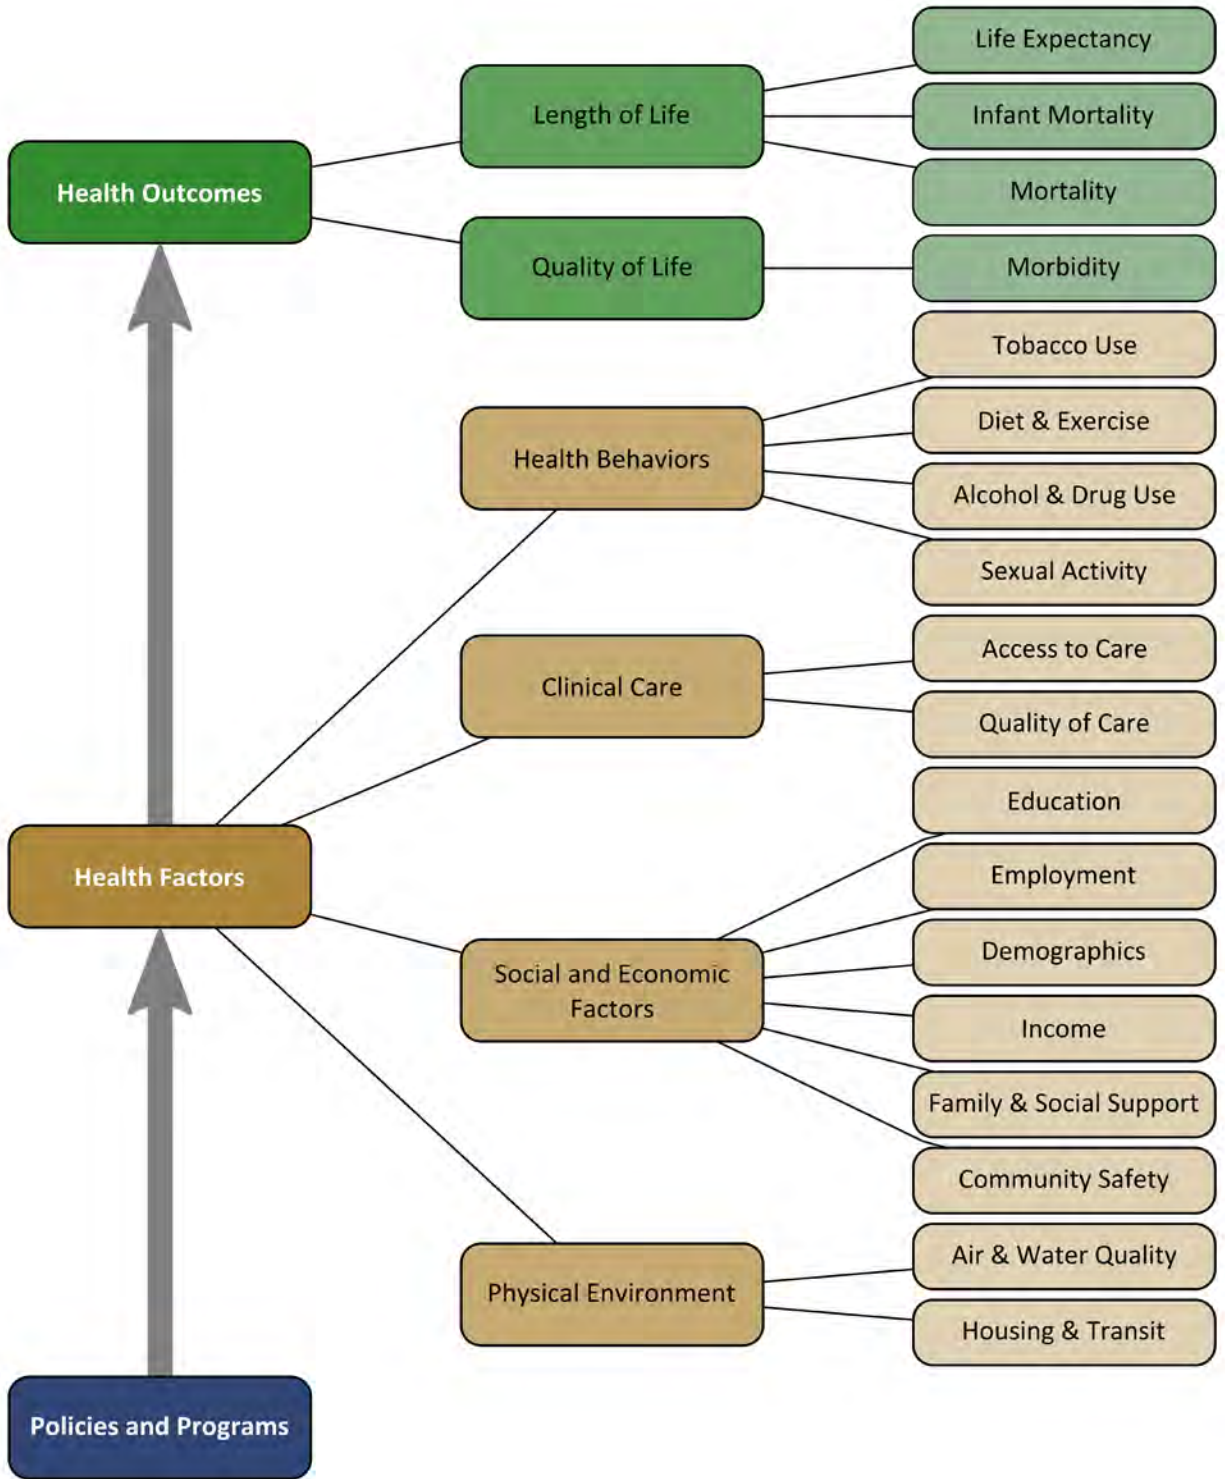 Life Expectancy
Length of Life
Infant Mortality
Health Outcomes
Mortality
Quality of Life
Morbidity
Tobacco Use
Diet & Exercise
Health Behaviors
Alcohol & Drug Use
Sexual Activity
Access to Care
Clinical Care
Quality of Care
Education
Health Factors
Employment
Demographics
Social and Economic
Factors
Income
Family & Social Support
Community Safety
Air & Water Quality
Physical Environment
Housing & Transit
Policies and Programs